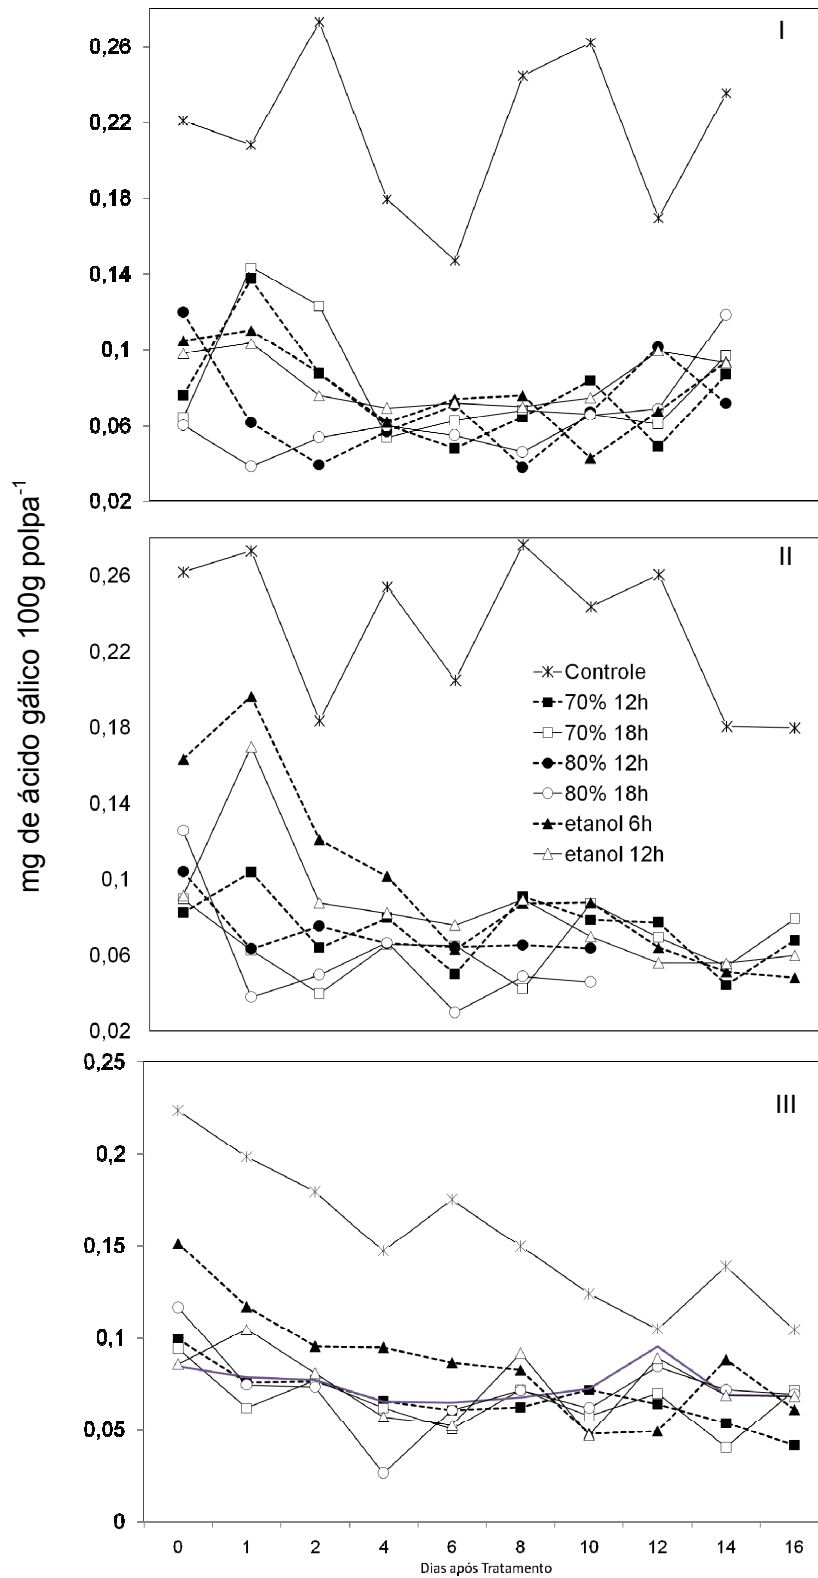 mg de ácido gálico 100g polpa-1
I
0,26
0,22
0,18
0,14
0,1
0,06
0,02
II
0,26
0,22
0,18
0,14
0,1
0,06
0,02
Controle
70% 12h
70% 18h
80% 12h
80% 18h
etanol 6h
etanol 12h
III
0,25
0,2
0,15
0,1
0,05
0
0 1 2 4 6 8 10 12 14 16
Dias após Tratamento